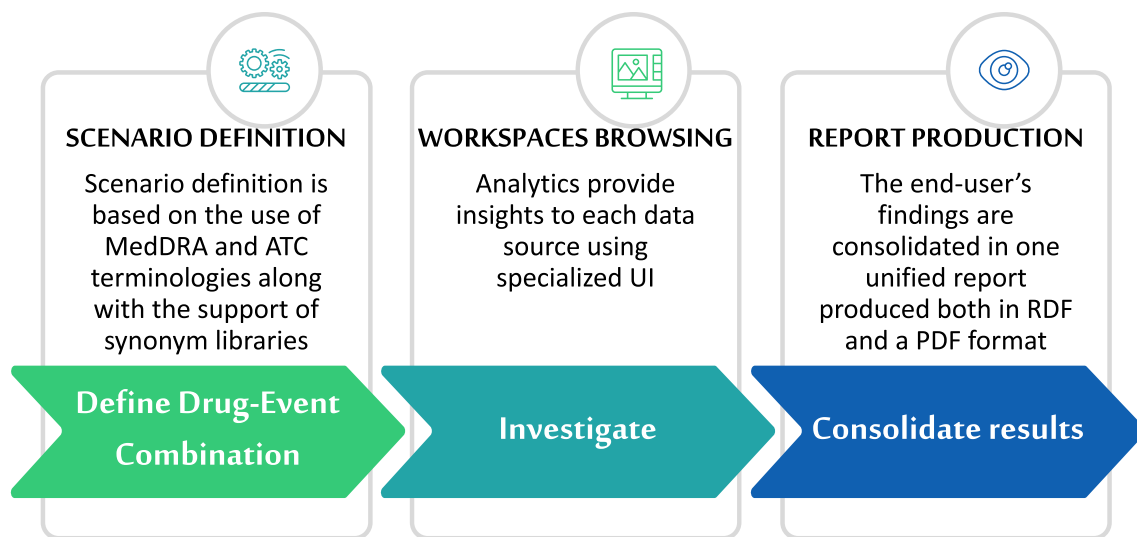 SCENARIO DEFINITION
Scenario definition is
based on the use of
MedDRA and ATC
terminologies along
with the support of
synonym libraries
Define Drug-Event
Combination
WORKSPACES BROWSING
Analytics provide
insights to each data
source using
specialized UI
Investigate
REPORT PRODUCTION
The end-user’s
findings are
consolidated in one
unified report
produced both in RDF
and a PDF format
Consolidate results